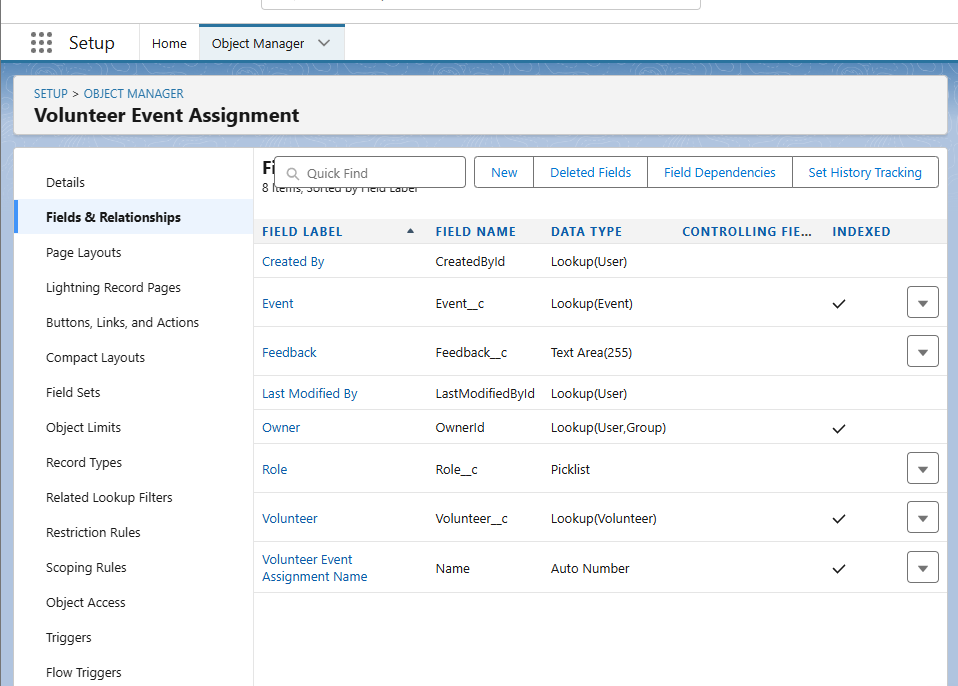 Setup Home Object Manager
SETUP > OBJECT MANAGER
Volunteer Event Assignment
Details
Fields & Relationships
Page Layouts
Lightning Record Pages
Buttons, Links, and Actions
Compact Layouts
Field Sets
Object Limits
Record Types
Related Lookup Filters
Restriction Rules
Scoping Rules
Object Access
Triggers
Flow Triggers
Quick Find New Deleted Fields Field Dependencies Set History Tracking
8 Items, Sorted by Field Label
FIELD LABEL FIELD NAME DATA TYPE CONTROLLING FIE... INDEXED
Created By CreatedById Lookup(User)
Event Event__c Lookup(Event)
Feedback Feedback__c Text Area(255)
Last Modified By LastModifiedById Lookup(User)
Owner OwnerId Lookup(User,Group)
Role Role__c Picklist
Volunteer Volunteer__c Lookup(Volunteer)
Volunteer Event
Assignment Name Name Auto Number